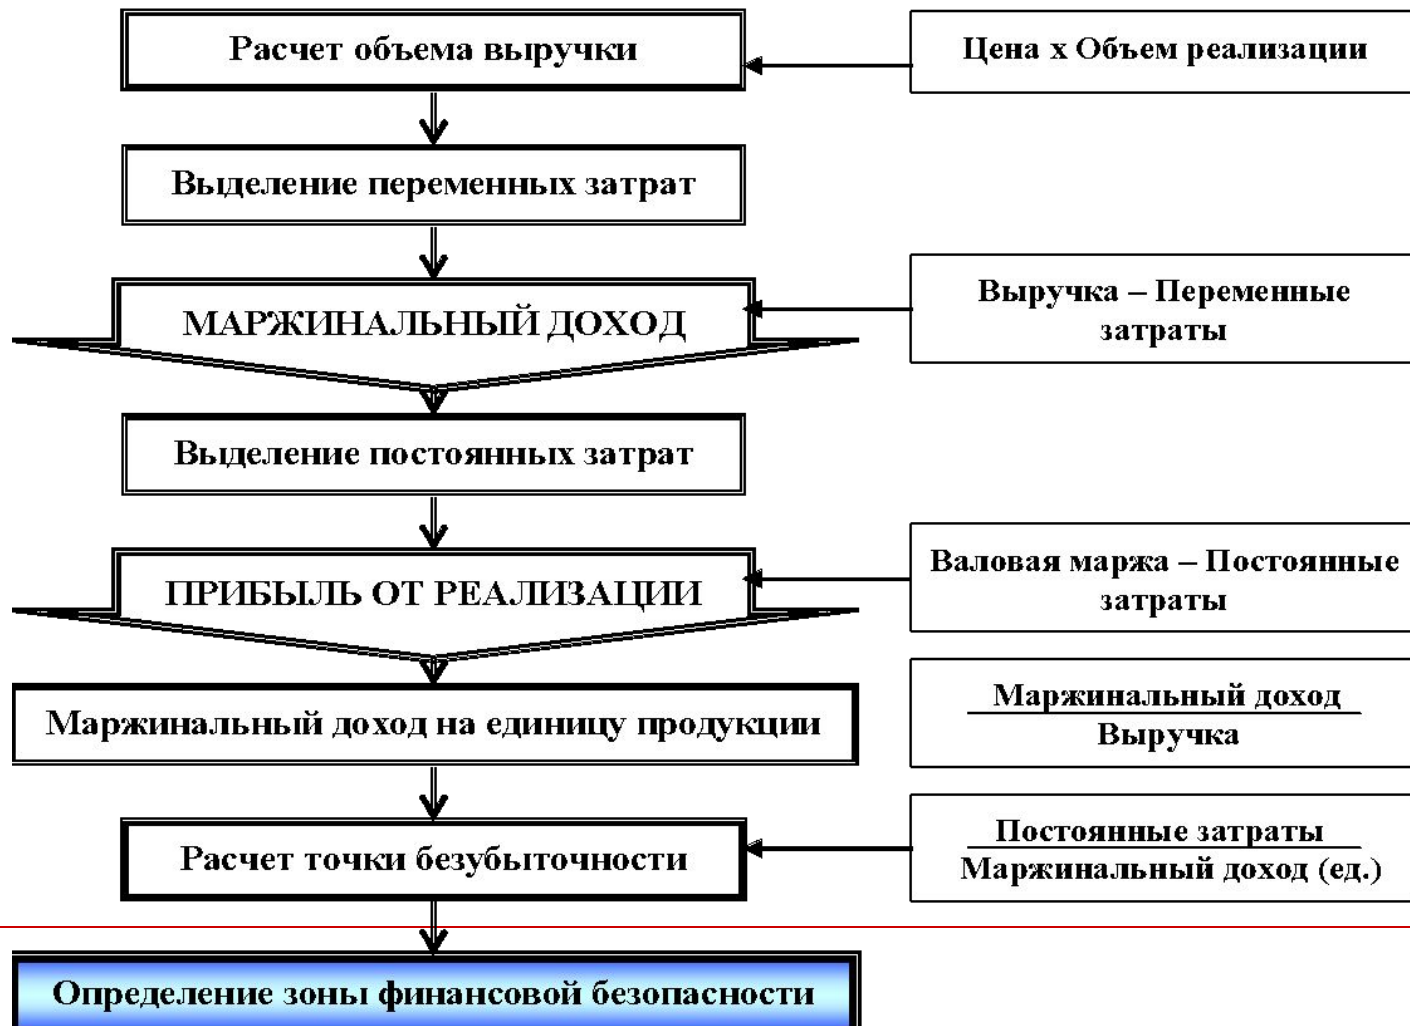 Расчет объема выручки
Цена х Объем реализации
Выделение переменных затрат
МАРЖИНАЛЬНЫЙ ДОХОД
Выручка – Переменные
затраты
Выделение постоянных затрат
ПРИБЫЛЬ ОТ РЕАЛИЗАЦИИ
Валовая маржа – Постоянные
затраты
Маржинальный доход на единицу продукции
Маржинальный доход
Выручка
Расчет точки безубыточности
Постоянные затраты
Маржинальный доход (ед.)
Определение зоны финансовой безопасности